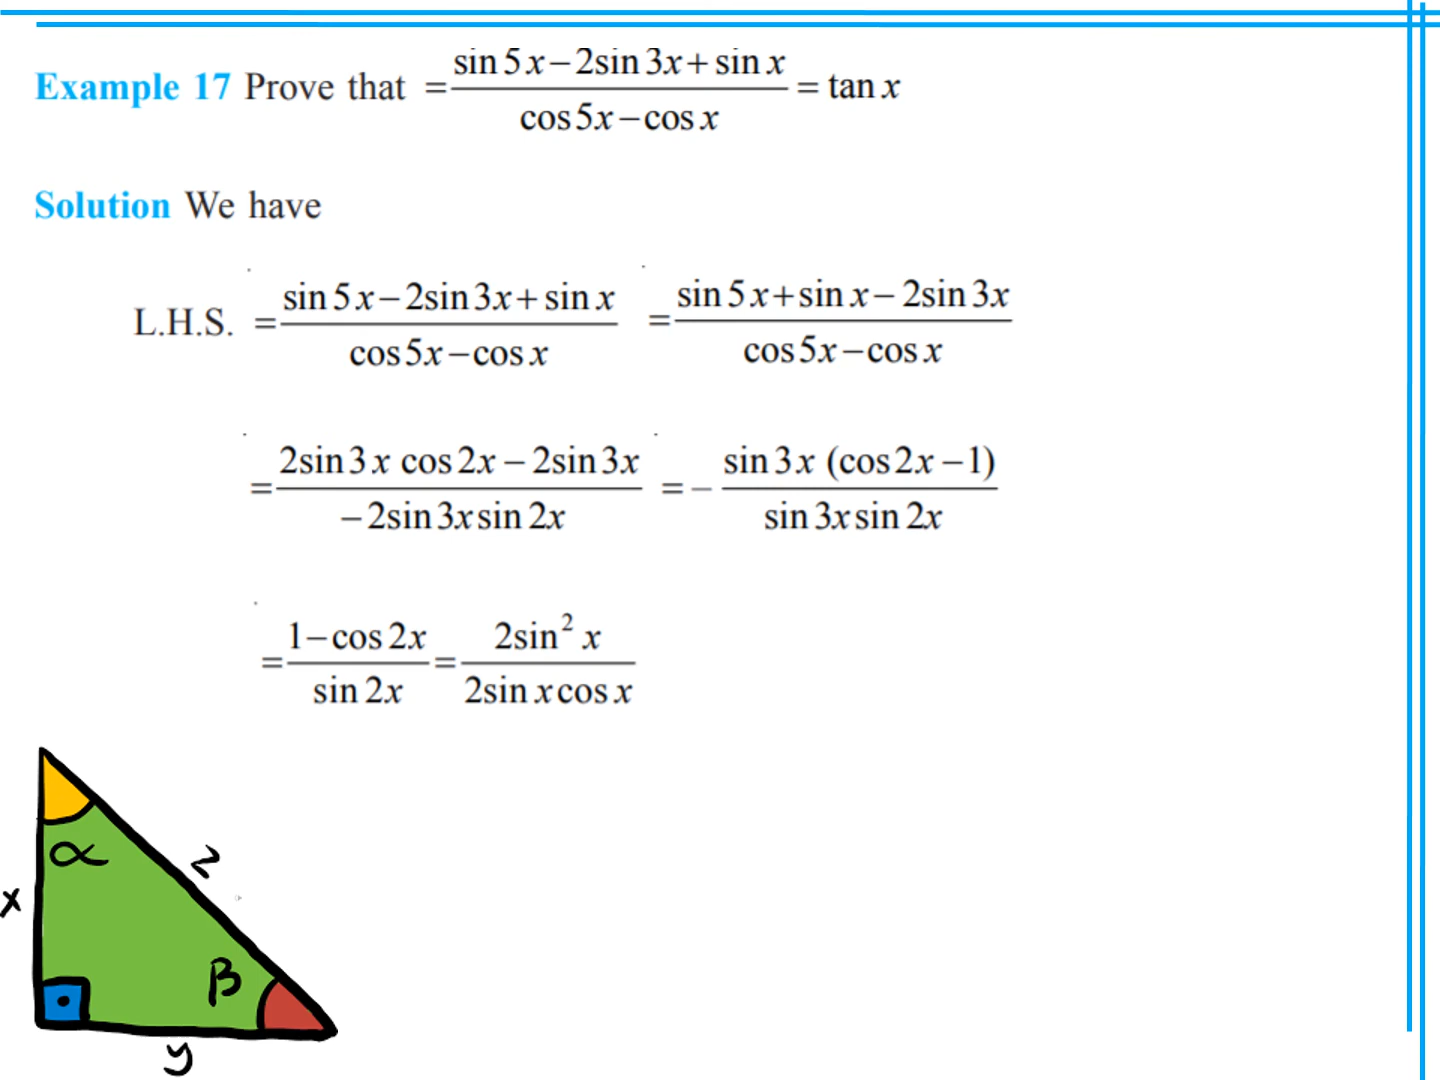 Example 17 Prove that = (sin 5x − 2sin 3x + sin x)/(cos 5x − cos x) = tan x
Solution We have
L.H.S. = (sin 5x − 2sin 3x + sin x)/(cos 5x − cos x) = (sin 5x + sin x − 2sin 3x)/(cos 5x − cos x)
= (2sin 3x cos 2x − 2sin 3x)/(− 2sin 3x sin 2x) = − (sin 3x (cos 2x − 1))/(sin 3x sin 2x)
= (1 − cos 2x)/(sin 2x) = (2sin² x)/(2sin x cos x)
α
z
x
β
y